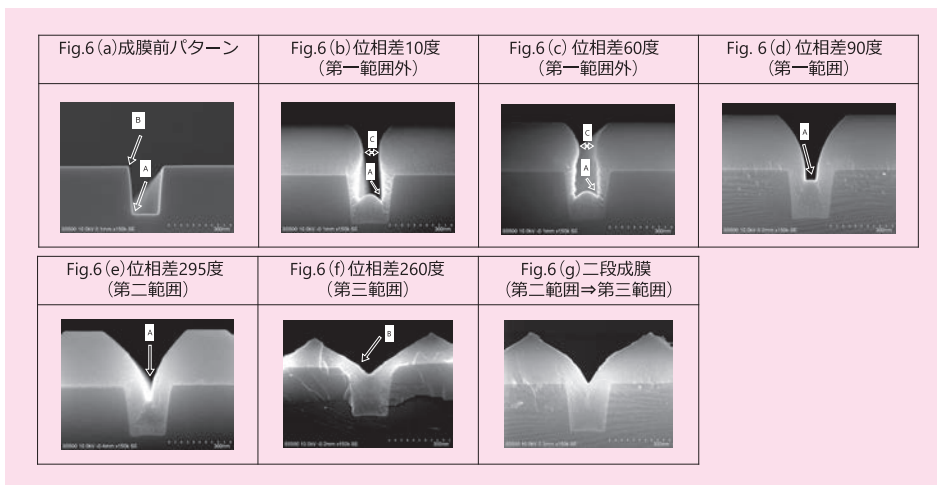 Fig.6(a)成膜前パターン
Fig.6(b)位相差10度
(第一範囲外)
Fig.6(c) 位相差60度
(第一範囲外)
Fig. 6(d) 位相差90度
(第一範囲)
B
A
C
A
C
A
A
Fig.6(e)位相差295度
(第二範囲)
Fig.6(f)位相差260度
(第三範囲)
Fig.6(g)二段成膜
(第二範囲⇒第三範囲)
A
B